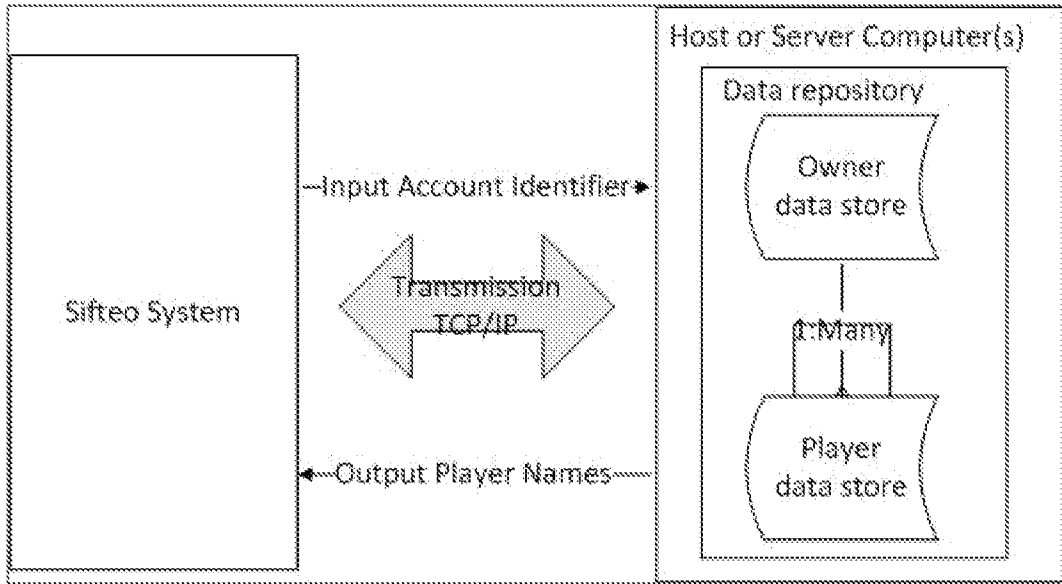 Host or Server Computer(s)
Data repository
Owner
data store
Input Account Identifier
Transmission
TCP/IP
Sifteo System
1:Many
Output Player Names
Player
data store